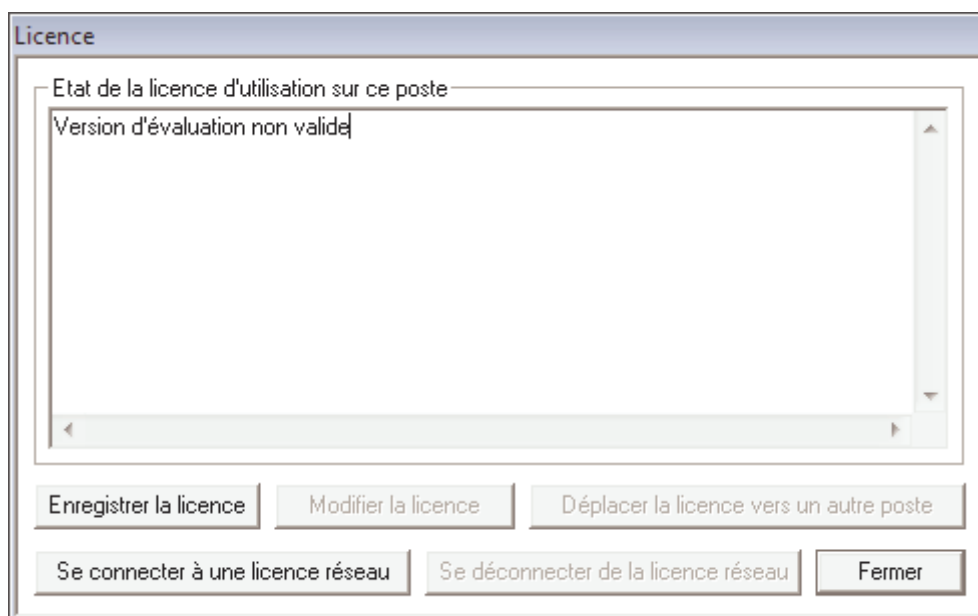 Licence
Etat de la licence d'utilisation sur ce poste
Version d'évaluation non valide
Enregistrer la licence
Modifier la licence
Déplacer la licence vers un autre poste
Se connecter à une licence réseau
Se déconnecter de la licence réseau
Fermer